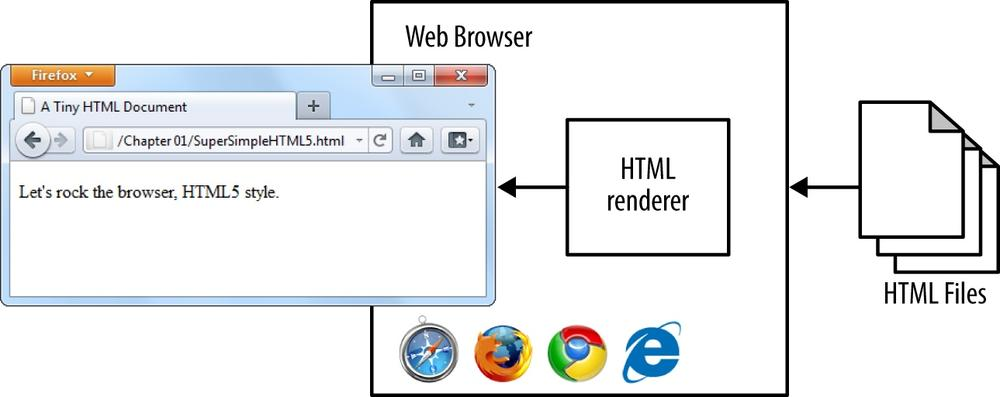 Web Browser
Firefox
A Tiny HTML Document
/Chapter 01/SuperSimpleHTML5.html
Let's rock the browser, HTML5 style.
HTML
renderer
HTML Files